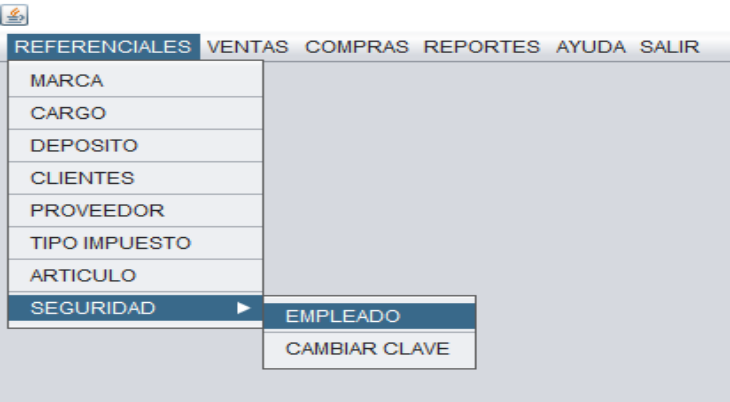 REFERENCIALES VENTAS COMPRAS REPORTES AYUDA SALIR
MARCA
CARGO
DEPOSITO
CLIENTES
PROVEEDOR
TIPO IMPUESTO
ARTICULO
SEGURIDAD
EMPLEADO
CAMBIAR CLAVE